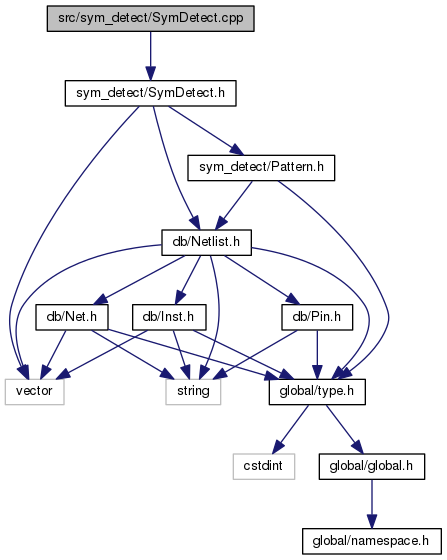 src/sym_detect/SymDetect.cpp
sym_detect/SymDetect.h
sym_detect/Pattern.h
db/Netlist.h
db/Net.h
db/Inst.h
db/Pin.h
vector
string
global/type.h
cstdint
global/global.h
global/namespace.h